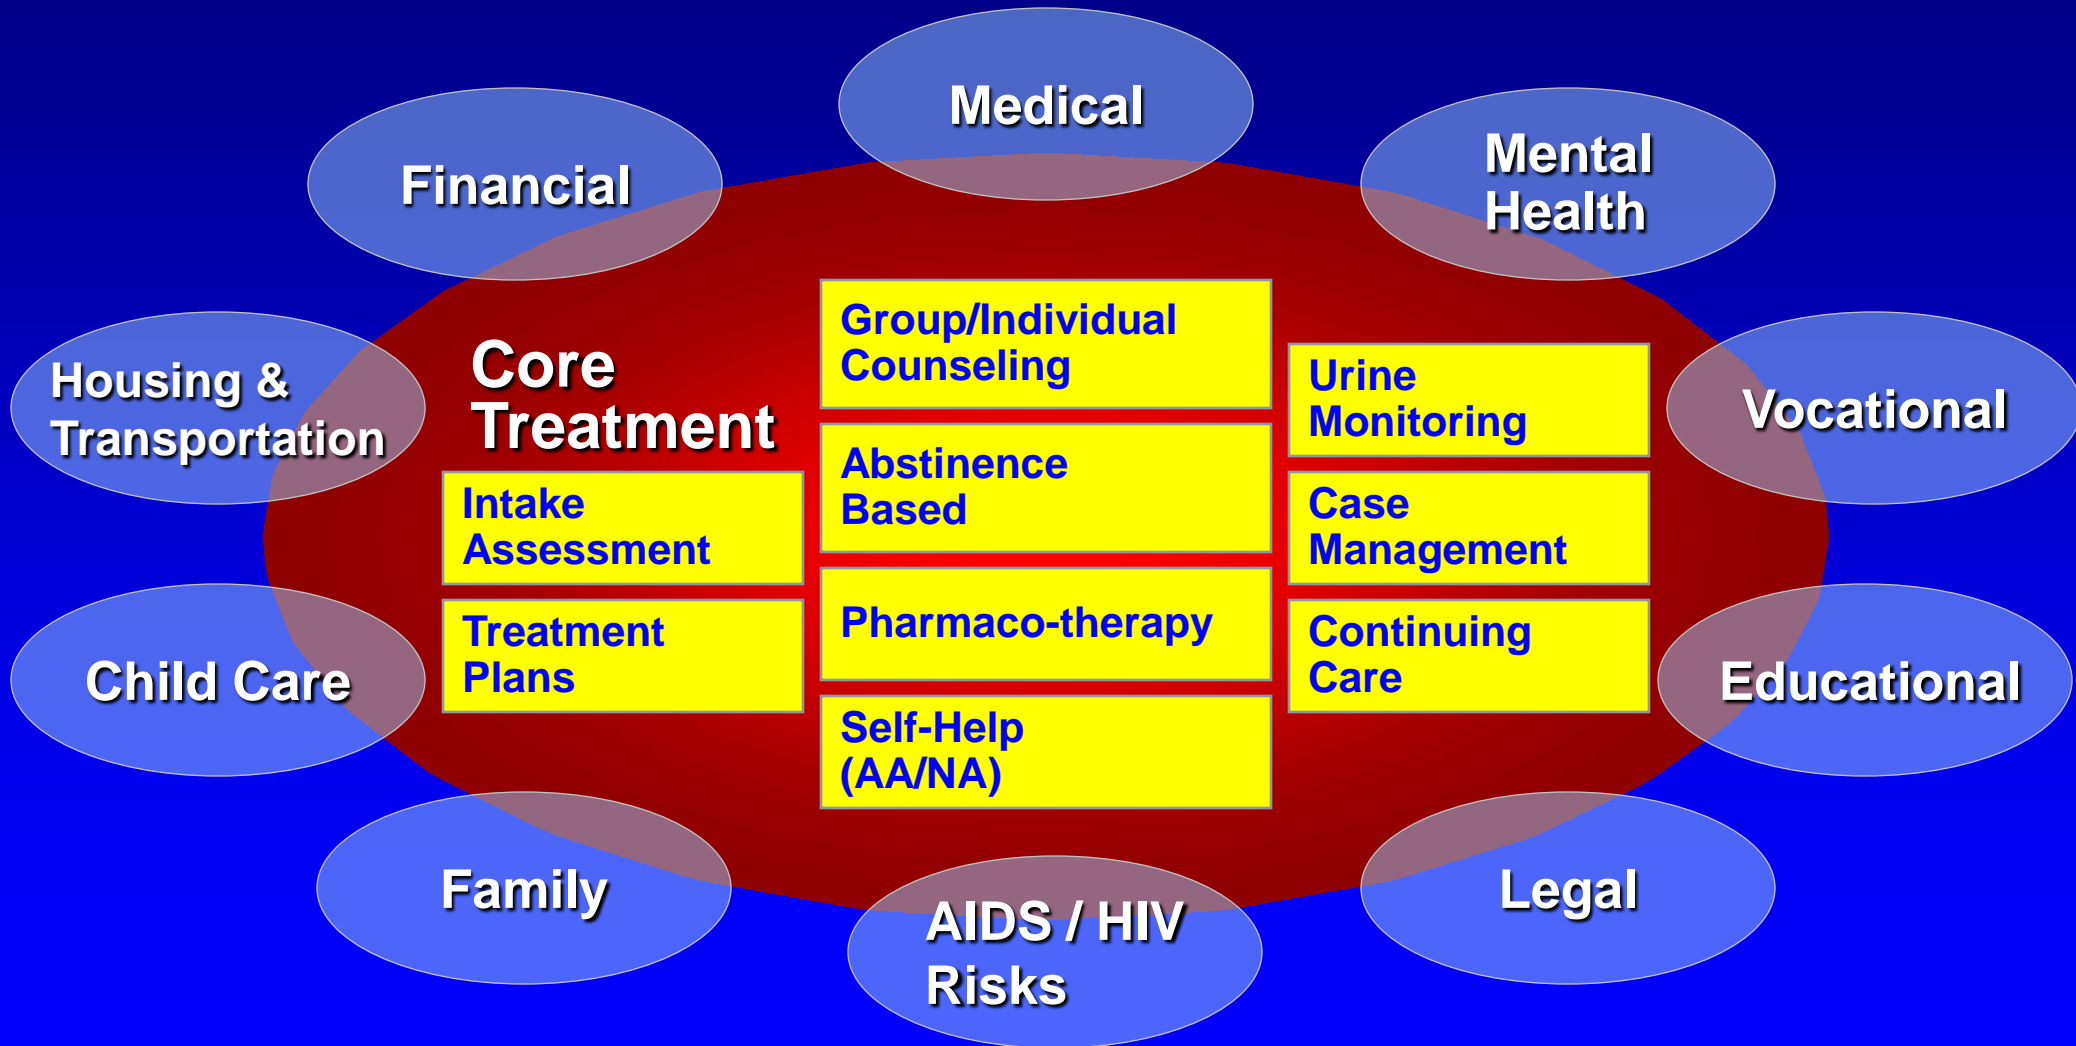 Medical
Financial
Mental
Health
Housing &
Transportation
Vocational
Core
Treatment
Group/Individual
Counseling
Urine
Monitoring
Abstinence
Based
Intake
Assessment
Case
Management
Pharmaco-therapy
Treatment
Plans
Continuing
Care
Self-Help
(AA/NA)
Child Care
Educational
Family
AIDS / HIV
Risks
Legal